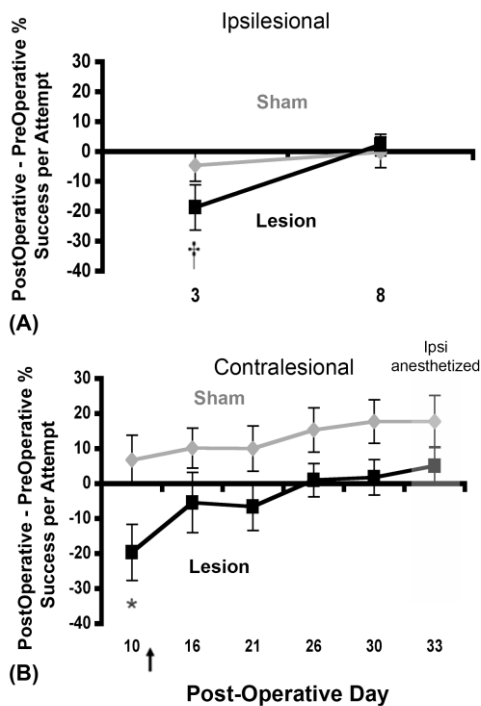 Ipsilesional
PostOperative - PreOperative %
Success per Attempt
30
20
10
0
-10
-20
-30
-40
Sham
Lesion
†
3 8
(A)
Contralesional
Ipsi
anesthetized
PostOperative - PreOperative %
Success per Attempt
30
20
10
0
-10
-20
-30
-40
Sham
Lesion
*
10 16 21 26 30 33
(B)
Post-Operative Day